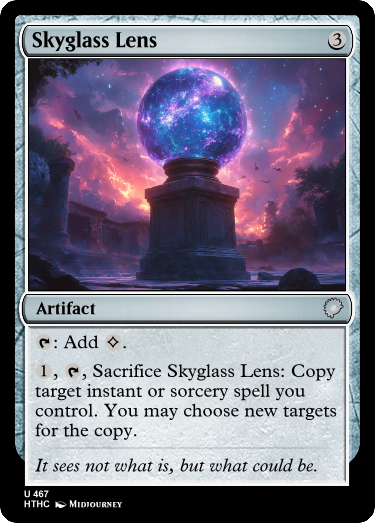 Skyglass Lens 3
Artifact
: Add .
1, , Sacrifice Skyglass Lens: Copy
target instant or sorcery spell you
control. You may choose new targets
for the copy.
It sees not what is, but what could be.
U 467
HTHC Midjourney